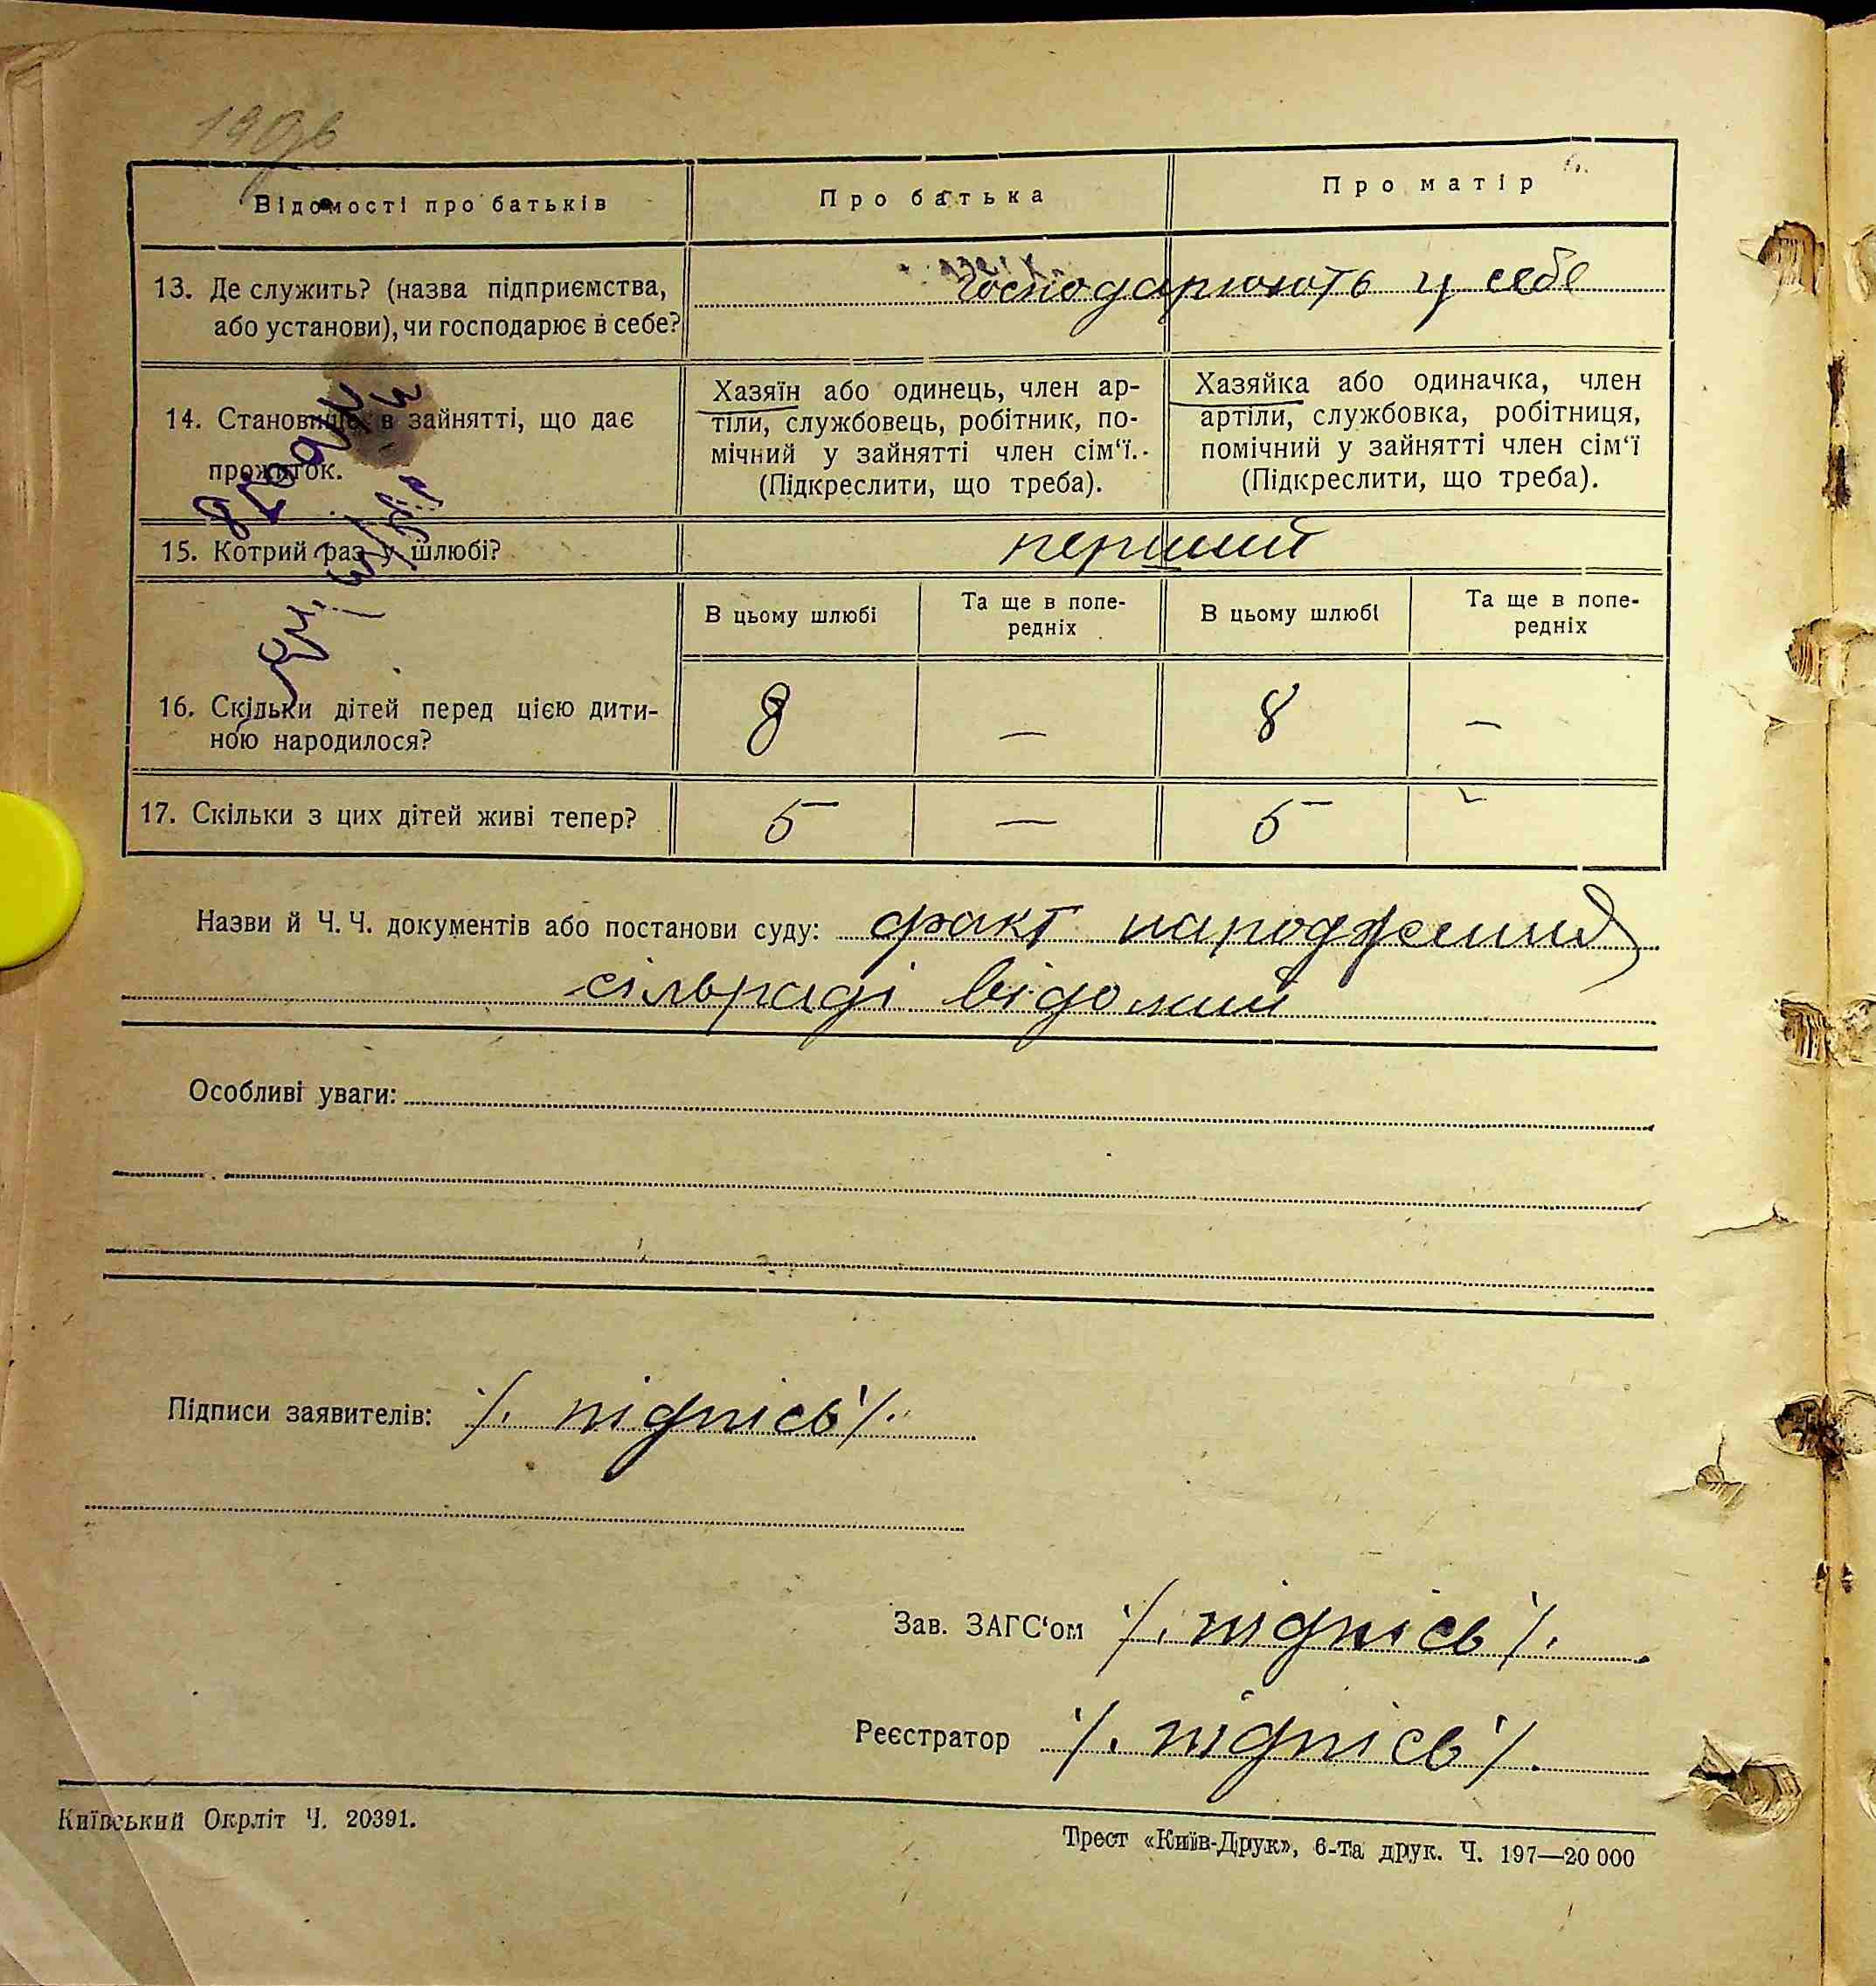 Відомості про батьків
Про батька
Про матір
13. Де служить? (назва підприємства,
або установи), чи господарює в себе?
господарюють у себе
14. Становище в зайнятті, що дає
прожиток.
Хазяїн або одинець, член ар-
тіли, службовець, робітник, по-
мічний у зайнятті член сім‘ї.
(Підкреслити, що треба).
Хазяйка або одиначка, член
артіли, службовка, робітниця,
помічний у зайнятті член сім‘ї
(Підкреслити, що треба).
15. Котрий раз у шлюбі?
перший
16. Скільки дітей перед цією дити-
ною народилося?
В цьому шлюбі
Та ще в попе-
редніх
В цьому шлюбі
Та ще в попе-
редніх
8 — 8 —
17. Скільки з цих дітей живі тепер?
5 — 5 -
Назви й Ч. Ч. документів або постанови суду: факт народження
сільраді відомий
Особливі уваги:
Підписи заявителів: /. підпісь /.
Зав. ЗАГС‘ом /. підпісь /.
Реєстратор /. підпісь /.
Київський Окрліт Ч. 20391.
Трест «Київ-Друк», 6-та друк. Ч. 197—20 000